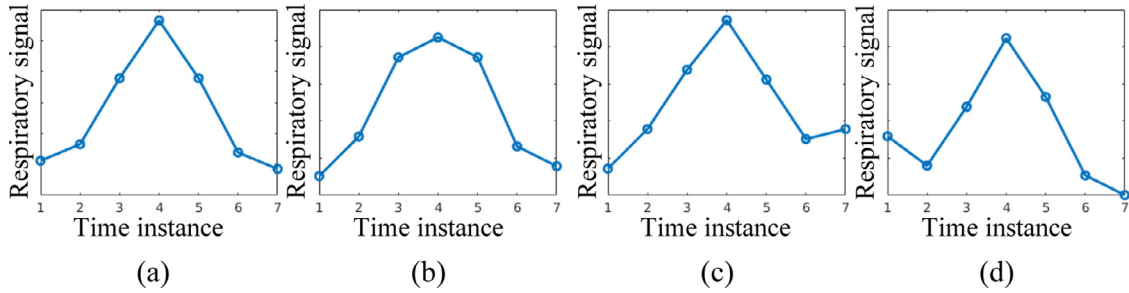 Respiratory signal
1 2 3 4 5 6 7
Time instance
(a)
Respiratory signal
1 2 3 4 5 6 7
Time instance
(b)
Respiratory signal
1 2 3 4 5 6 7
Time instance
(c)
Respiratory signal
1 2 3 4 5 6 7
Time instance
(d)